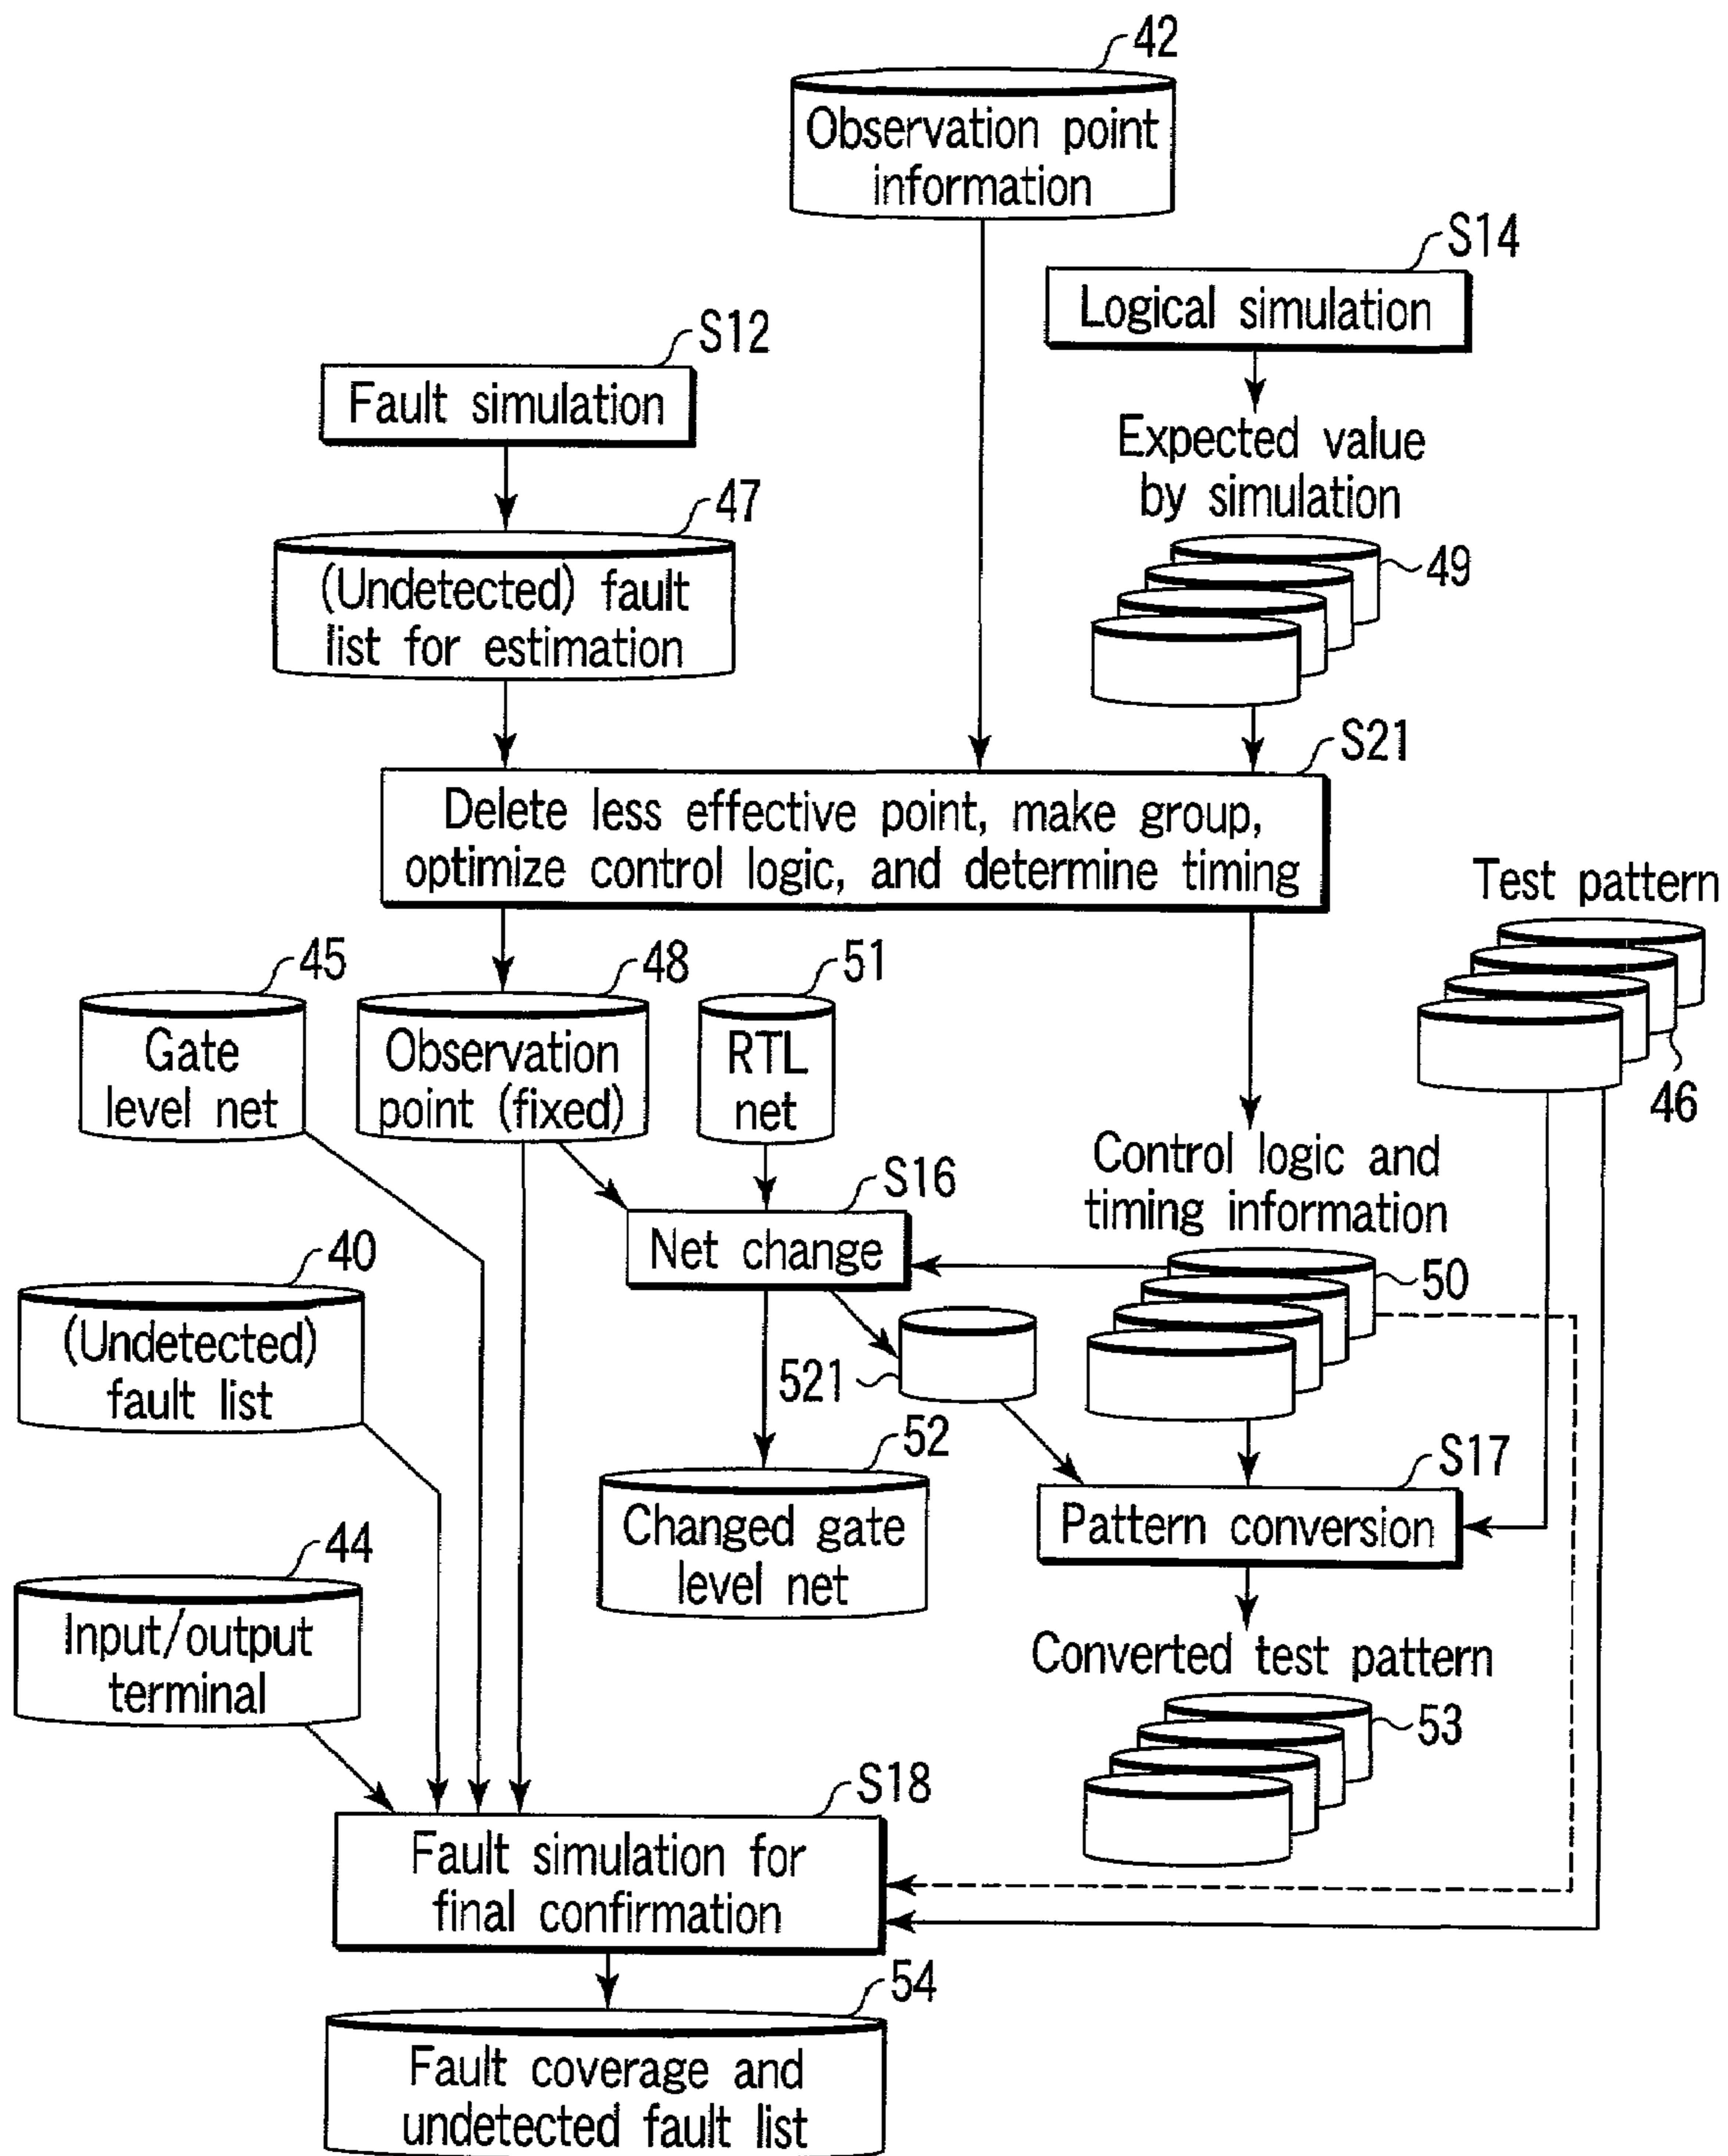 42
Observation point
information
S14
Logical simulation
S12
Fault simulation
Expected value
by simulation
49
47
(Undetected) fault
list for estimation
S21
Delete less effective point, make group,
optimize control logic, and determine timing
Test pattern
46
45
Gate
level net
48
Observation
point (fixed)
51
RTL
net
Control logic and
timing information
50
S16
Net change
40
(Undetected)
fault list
521
52
Changed gate
level net
S17
Pattern conversion
44
Input/output
terminal
Converted test pattern
53
S18
Fault simulation for
final confirmation
54
Fault coverage and
undetected fault list